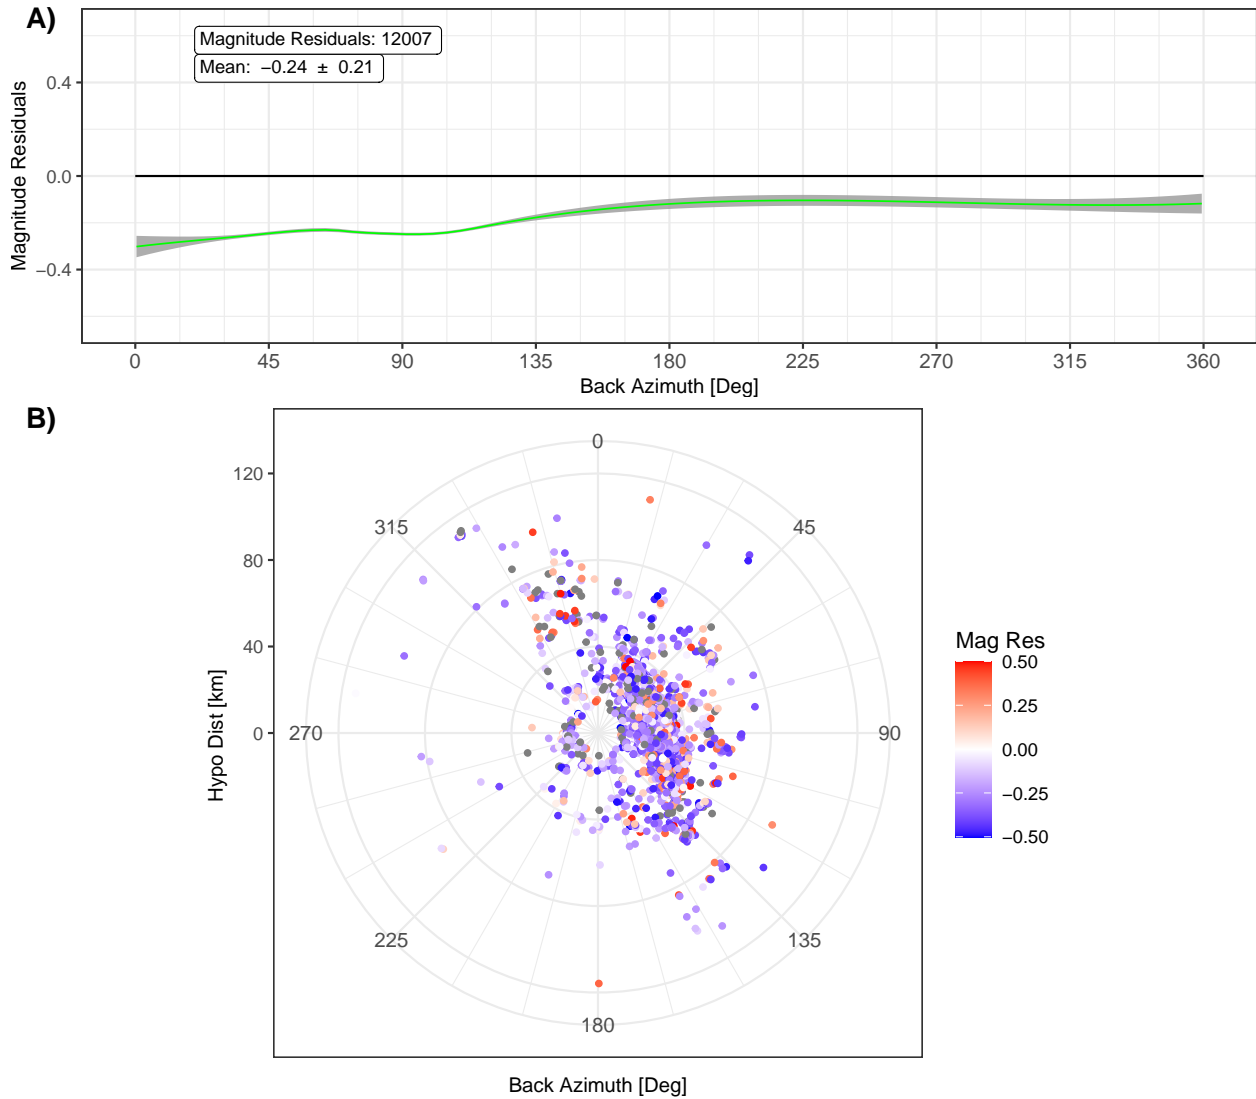 A)
Magnitude Residuals: 12007
Mean: −0.24 ± 0.21
Magnitude Residuals
0.4
0.0
−0.4
0 45 90 135 180 225 270 315 360
Back Azimuth [Deg]
B)
Hypo Dist [km]
120
80
40
0
0
45
90
135
180
225
270
315
Back Azimuth [Deg]
Mag Res
0.50
0.25
0.00
−0.25
−0.50